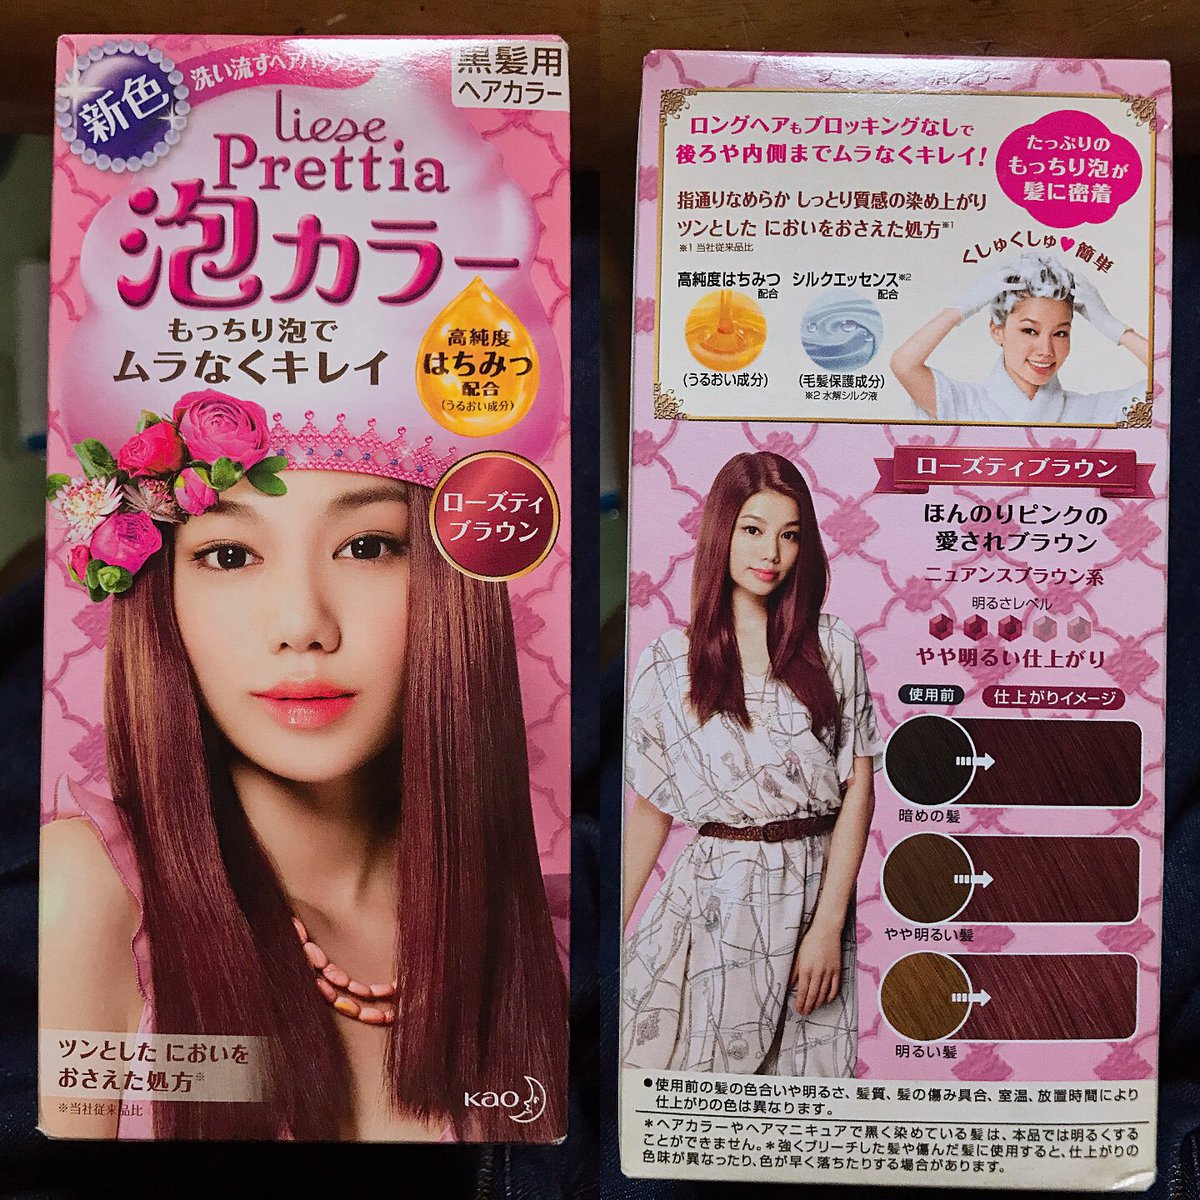 新色
洗い流すヘアパック
黒髪用
ヘアカラー
liese
Prettia
泡カラー
もっちり泡で
ムラなくキレイ
高純度
はちみつ
配合
(うるおい成分)
ローズティ
ブラウン
ツンとした においを
おさえた処方※
※当社従来品比
Kao
ロングヘアもブロッキングなしで
後ろや内側までムラなくキレイ!
たっぷりの
もっちり泡が
髪に密着
指通りなめらか しっとり質感の染め上がり
ツンとした においをおさえた処方※1
※1 当社従来品比
くしゅくしゅ♥簡単
高純度はちみつ
配合
シルクエッセンス※2
配合
(うるおい成分)
(毛髪保護成分)
※2 水解シルク液
ローズティブラウン
ほんのりピンクの
愛されブラウン
ニュアンスブラウン系
明るさレベル
やや明るい仕上がり
使用前
仕上がりイメージ
暗めの髪
やや明るい髪
明るい髪
●使用前の髪の色合いや明るさ、髪質、髪の傷み具合、室温、放置時間により
仕上がりの色は異なります。
*ヘアカラーやヘアマニキュアで黒く染めている髪は、本品では明るくする
ことができません。*強くブリーチした髪や傷んだ髪に使用すると、仕上がりの
色味が異なったり、色が早く落ちたりする場合があります。